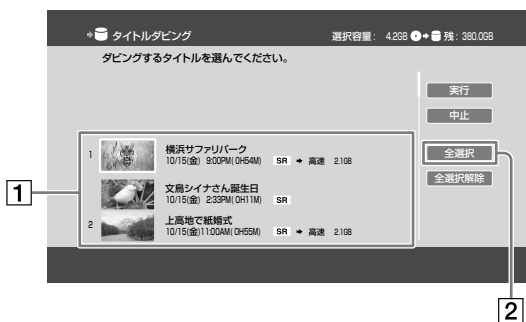 タイトルダビング 選択容量: 4.2GB 残: 380.0GB
ダビングするタイトルを選んでください。
実行
中止
全選択
全選択解除
1 横浜サファリパーク
10/15(金) 9:00PM(0H54M) SR 高速 2.1GB
文鳥シイナさん誕生日
10/15(金) 2:33PM(0H11M) SR
2 上高地で紙婚式
10/15(金)11:00AM(0H55M) SR 高速 2.1GB
1
2